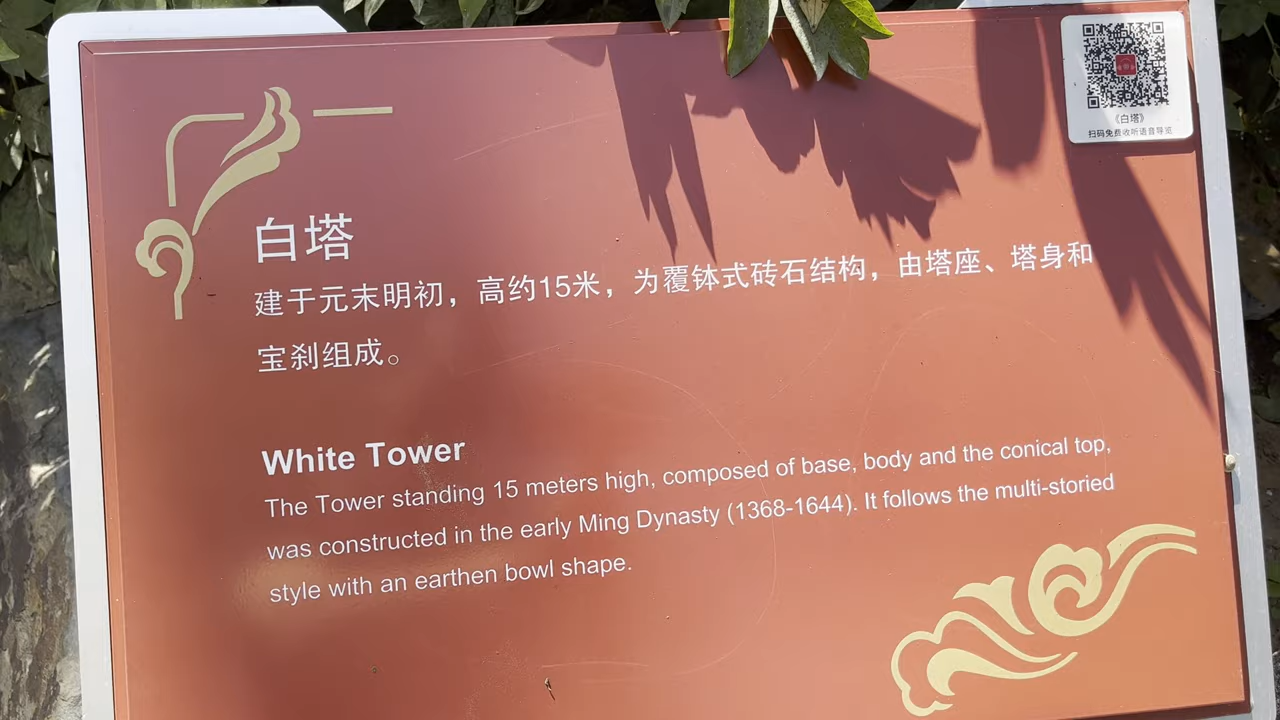 《白塔》
扫码免费收听语音导览
白塔
建于元末明初，高约15米，为覆钵式砖石结构，由塔座、塔身和
宝刹组成。
White Tower
The Tower standing 15 meters high, composed of base, body and the conical top,
was constructed in the early Ming Dynasty (1368-1644). It follows the multi-storied
style with an earthen bowl shape.